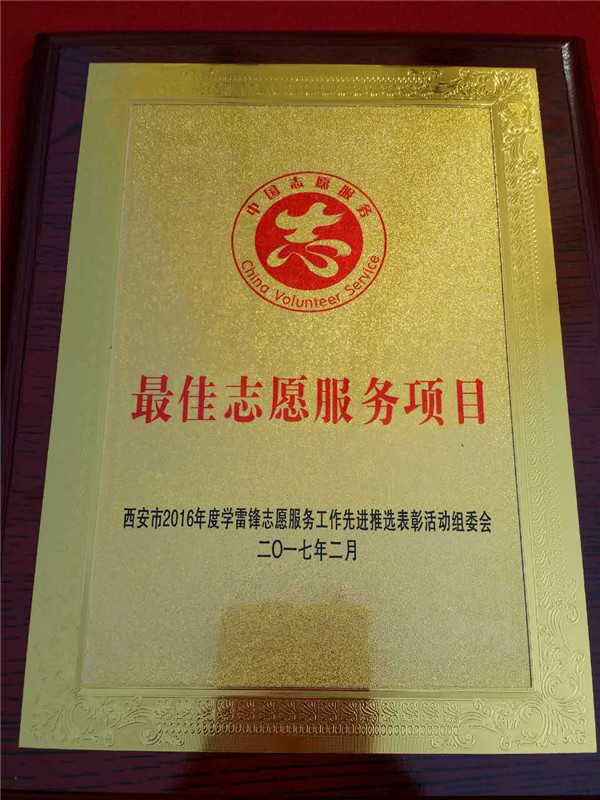 中国志愿服务
志
China Volunteer Service
最佳志愿服务项目
西安市2016年度学雷锋志愿服务工作先进推选表彰活动组委会
二〇一七年二月